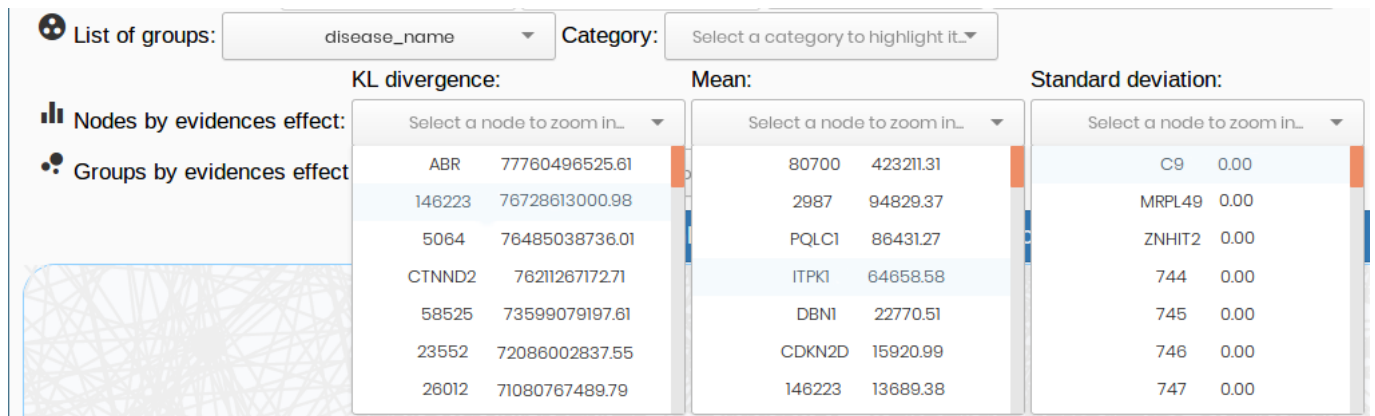 List of groups: disease_name Category: Select a category to highlight it...
KL divergence: Mean: Standard deviation:
Nodes by evidences effect: Select a node to zoom in... Select a node to zoom in... Select a node to zoom in...
Groups by evidences effect
ABR 77760496525.61 80700 423211.31 C9 0.00
146223 76728613000.98 2987 94829.37 MRPL49 0.00
5064 76485038736.01 PQLC1 86431.27 ZNHIT2 0.00
CTNND2 76211267172.71 ITPK1 64658.58 744 0.00
58525 73599079197.61 DBN1 22770.51 745 0.00
23552 72086002837.55 CDKN2D 15920.99 746 0.00
26012 71080767489.79 146223 13689.38 747 0.00